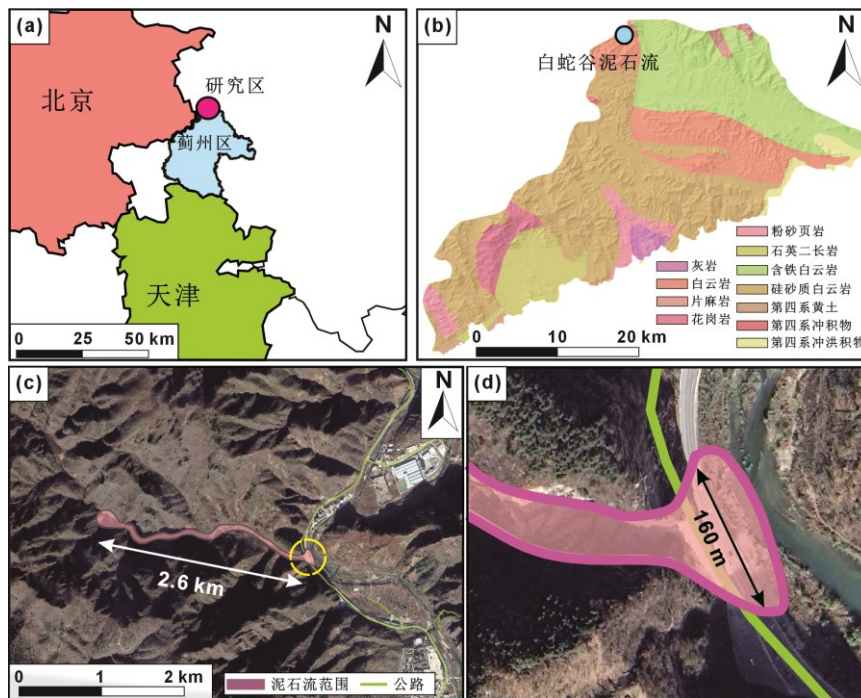 (a)
N
北京
研究区
蓟州区
天津
0 25 50 km
(b)
N
白蛇谷泥石流
灰岩
白云岩
片麻岩
花岗岩
粉砂页岩
石英二长岩
含铁白云岩
硅砂质白云岩
第四系黄土
第四系冲积物
第四系冲洪积物
0 10 20 km
(c)
N
2.6 km
0 1 2 km
泥石流范围 公路
(d)
160 m